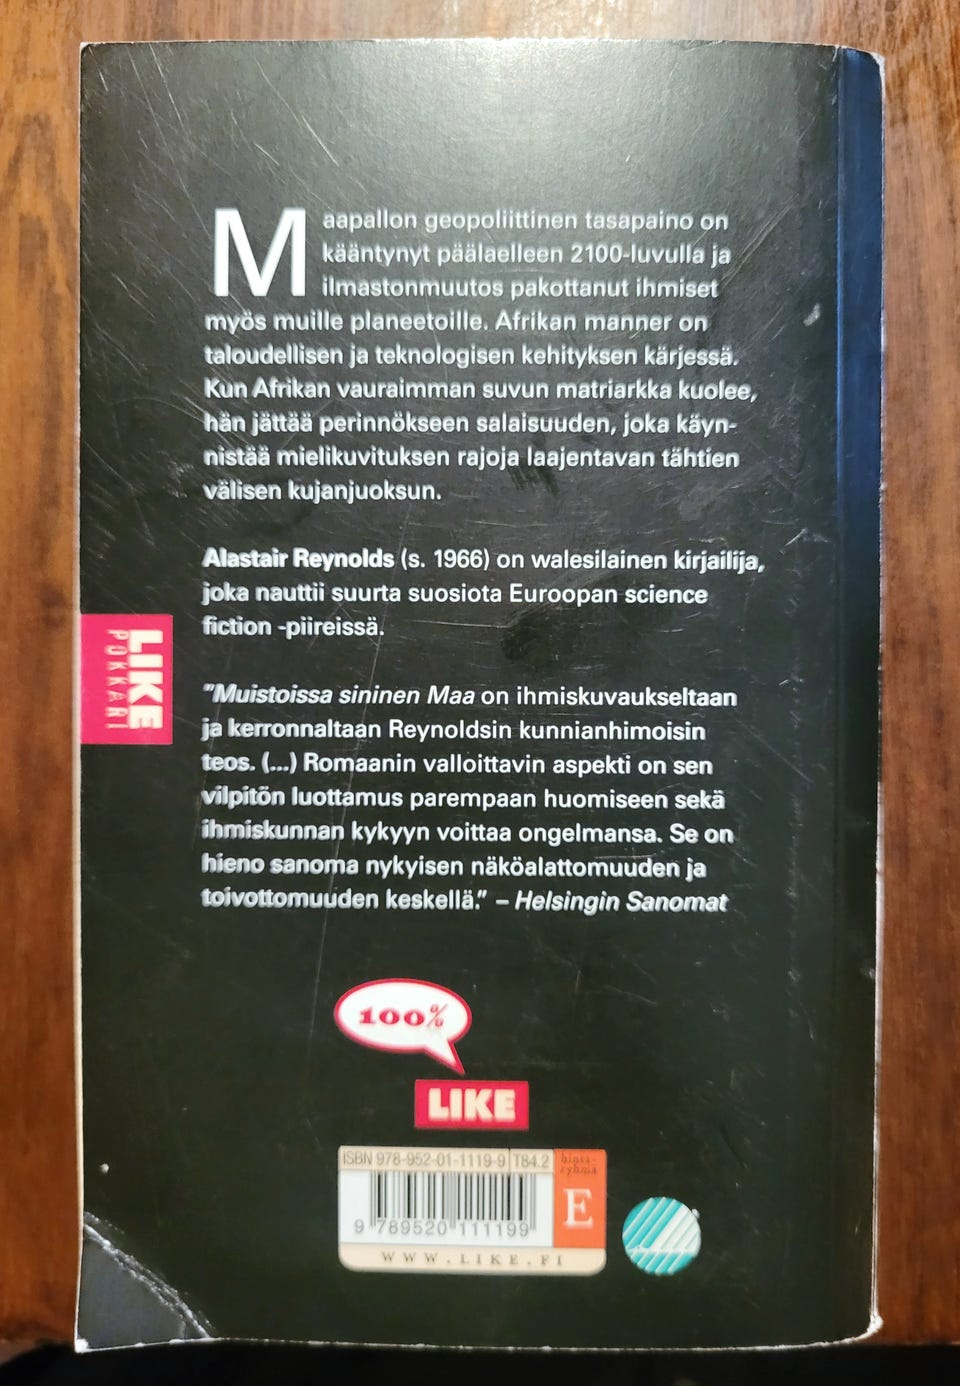 Maapallon geopoliittinen tasapaino on
kääntynyt päälaelleen 2100-luvulla ja
ilmastonmuutos pakottanut ihmiset
myös muille planeetoille. Afrikan manner on
taloudellisen ja teknologisen kehityksen kärjessä.
Kun Afrikan vauraimman suvun matriarkka kuolee,
hän jättää perinnökseen salaisuuden, joka käyn-
nistää mielikuvituksen rajoja laajentavan tähtien
välisen kujanjuoksun.
Alastair Reynolds (s. 1966) on walesilainen kirjailija,
joka nauttii suurta suosiota Euroopan science
fiction -piireissä.
LIKE
POKKARI
"Muistoissa sininen Maa on ihmiskuvaukseltaan
ja kerronnaltaan Reynoldsin kunnianhimoisin
teos. (...) Romaanin valloittavin aspekti on sen
vilpitön luottamus parempaan huomiseen sekä
ihmiskunnan kykyyn voittaa ongelmansa. Se on
hieno sanoma nykyisen näköalattomuuden ja
toivottomuuden keskellä." – Helsingin Sanomat
100%
LIKE
ISBN 978-952-01-1119-9 T84.2
hinta-
ryhmä
E
9 789520 111199
WWW.LIKE.FI